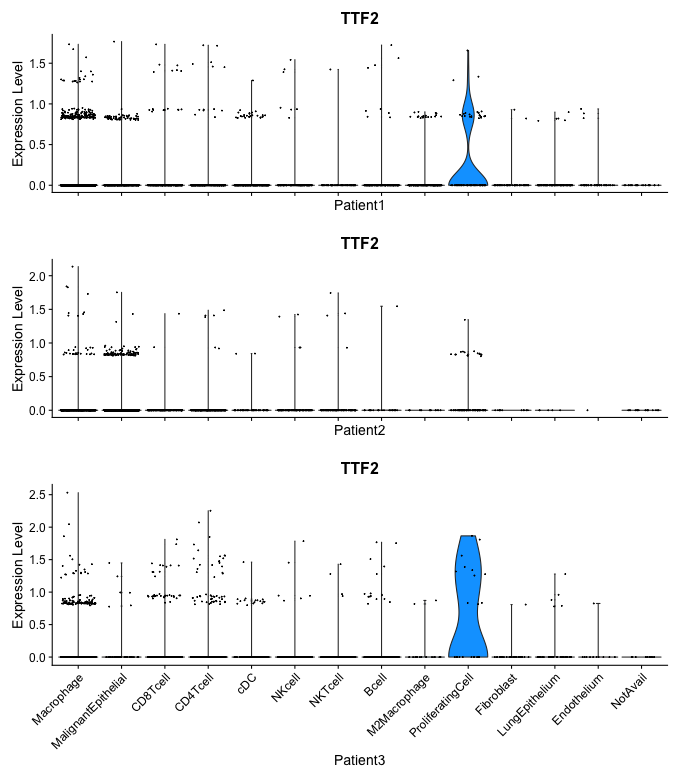 TTF2
Expression Level
1.5
1.0
0.5
0.0
Patient1
TTF2
Expression Level
2.0
1.5
1.0
0.5
0.0
Patient2
TTF2
Expression Level
2.5
2.0
1.5
1.0
0.5
0.0
Macrophage
MalignantEpithelial
CD8Tcell
CD4Tcell
cDC
NKcell
NKTcell
Bcell
M2Macrophage
ProliferatingCell
Fibroblast
LungEpithelium
Endothelium
NotAvail
Patient3